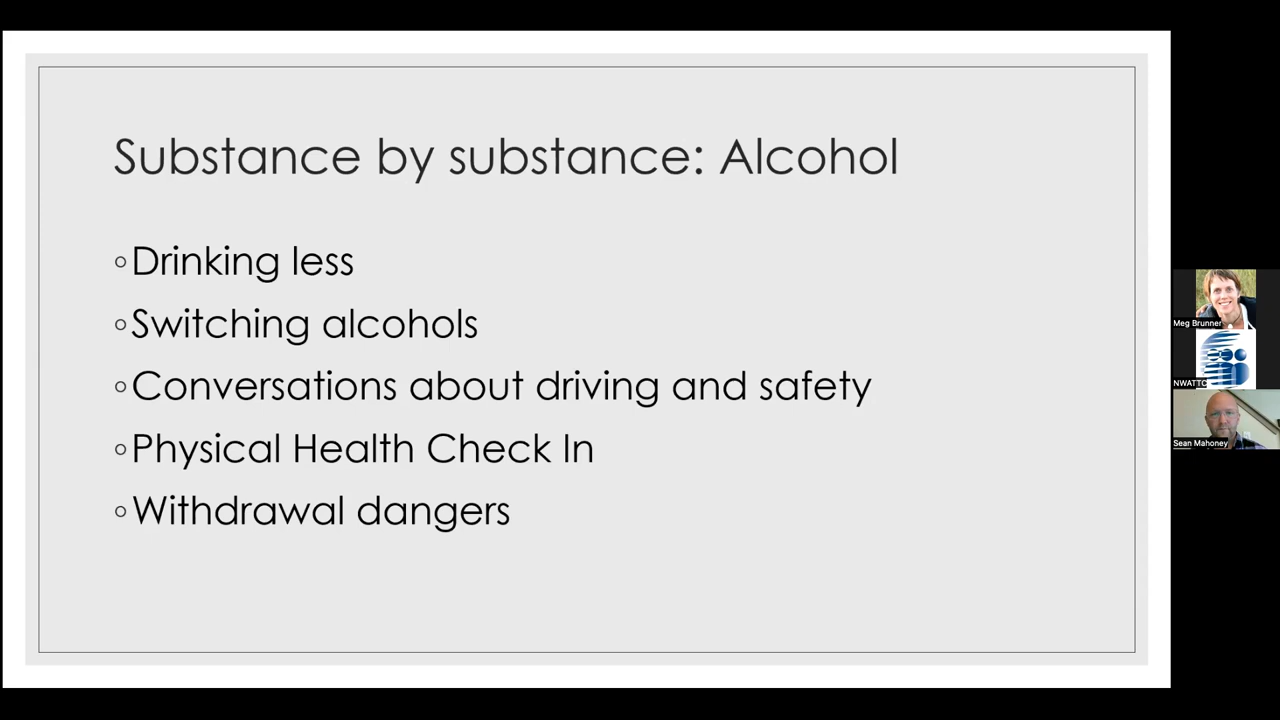 Substance by substance: Alcohol
◦Drinking less
◦Switching alcohols
◦Conversations about driving and safety
◦Physical Health Check In
◦Withdrawal dangers
Meg Brunner
NWATTC
Sean Mahoney